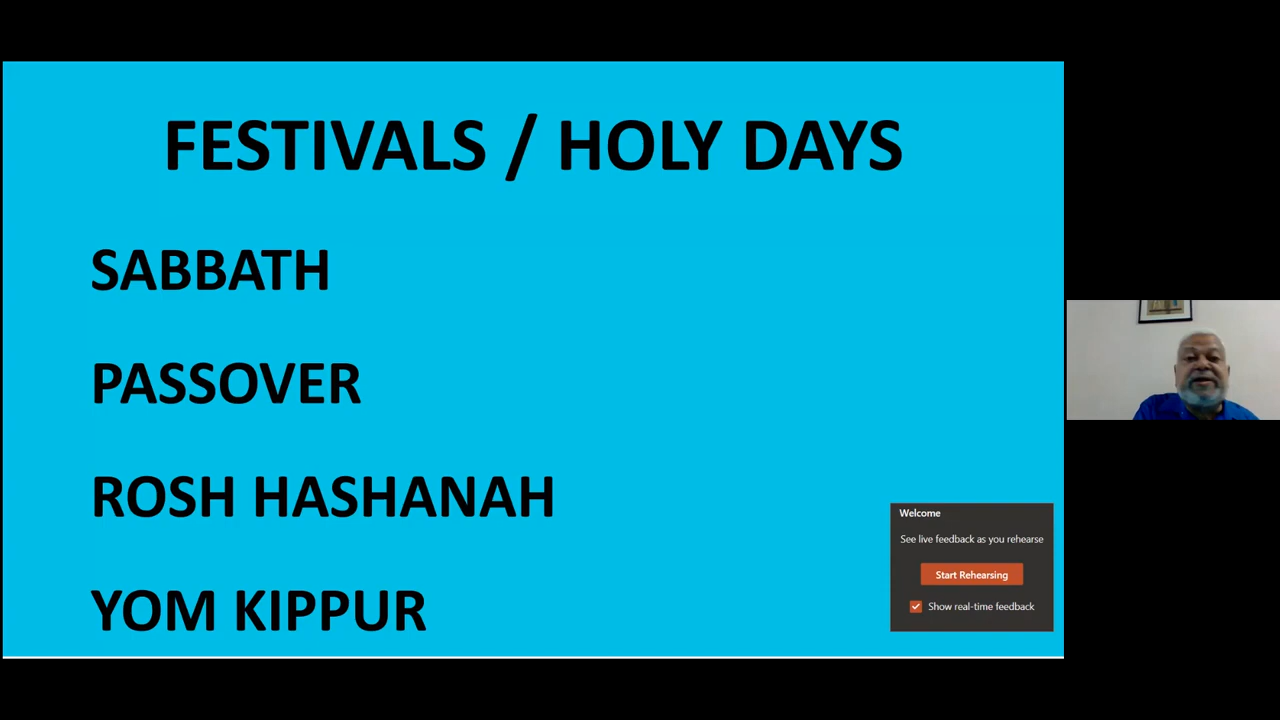 FESTIVALS / HOLY DAYS
SABBATH
PASSOVER
ROSH HASHANAH
YOM KIPPUR
Welcome
See live feedback as you rehearse
Start Rehearsing
Show real-time feedback